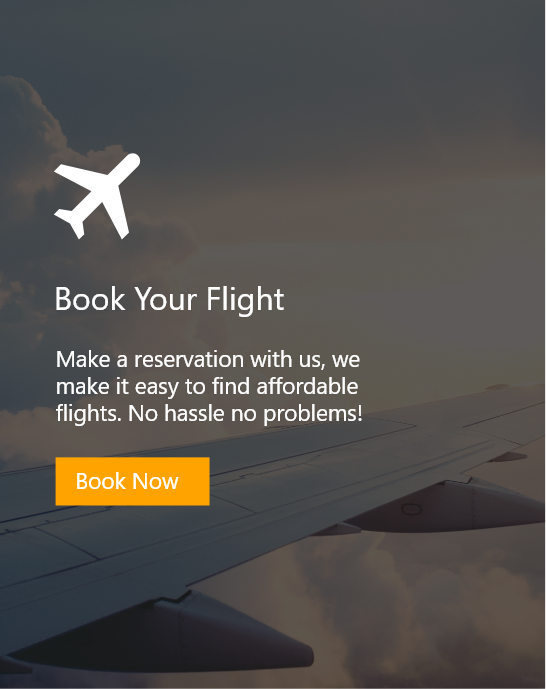 Book Your Flight
Make a reservation with us, we
make it easy to find affordable
flights. No hassle no problems!
Book Now